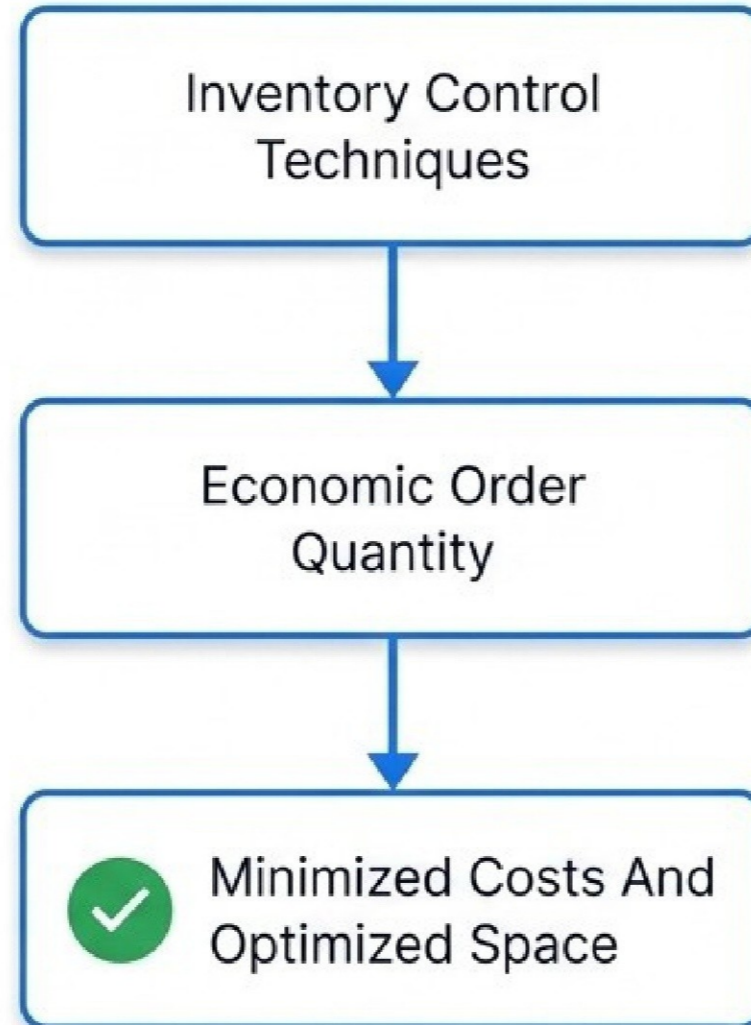 Inventory Control
Techniques
Economic Order
Quantity
Minimized Costs And
Optimized Space